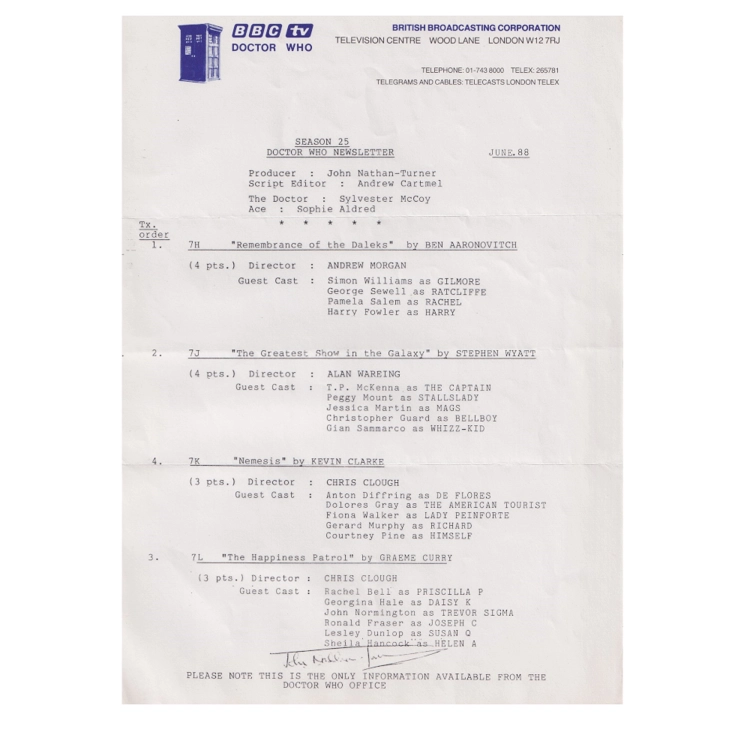 BBC tv
DOCTOR WHO
BRITISH BROADCASTING CORPORATION
TELEVISION CENTRE WOOD LANE LONDON W12 7RJ
TELEPHONE: 01-743 8000 TELEX: 265781
TELEGRAMS AND CABLES: TELECASTS LONDON TELEX
SEASON 25
DOCTOR WHO NEWSLETTER JUNE.88
Producer : John Nathan-Turner
Script Editor : Andrew Cartmel
The Doctor : Sylvester McCoy
Ace : Sophie Aldred
* * * * *
Tx.
order
1. 7H "Remembrance of the Daleks" by BEN AARONOVITCH
(4 pts.) Director : ANDREW MORGAN
Guest Cast : Simon Williams as GILMORE
George Sewell as RATCLIFFE
Pamela Salem as RACHEL
Harry Fowler as HARRY
2. 7J "The Greatest Show in the Galaxy" by STEPHEN WYATT
(4 pts.) Director : ALAN WAREING
Guest Cast : T.P. McKenna as THE CAPTAIN
Peggy Mount as STALLSLADY
Jessica Martin as MAGS
Christopher Guard as BELLBOY
Gian Sammarco as WHIZZ-KID
4. 7K "Nemesis" by KEVIN CLARKE
(3 pts.) Director : CHRIS CLOUGH
Guest Cast : Anton Diffring as DE FLORES
Dolores Gray as THE AMERICAN TOURIST
Fiona Walker as LADY PEINFORTE
Gerard Murphy as RICHARD
Courtney Pine as HIMSELF
3. 7L "The Happiness Patrol" by GRAEME CURRY
(3 pts.) Director : CHRIS CLOUGH
Guest Cast : Rachel Bell as PRISCILLA P
Georgina Hale as DAISY K
John Normington as TREVOR SIGMA
Ronald Fraser as JOSEPH C
Lesley Dunlop as SUSAN Q
Sheila Hancock as HELEN A
PLEASE NOTE THIS IS THE ONLY INFORMATION AVAILABLE FROM THE
DOCTOR WHO OFFICE